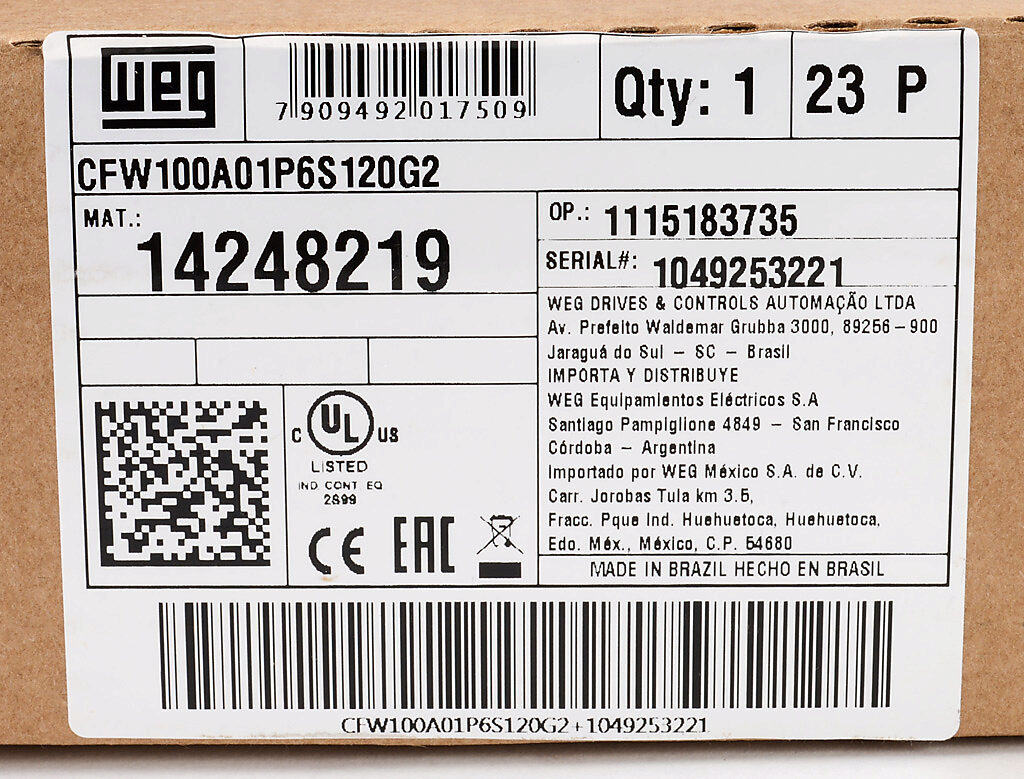 weg
7 909492 017509
Qty: 1
23 P
CFW100A01P6S120G2
MAT.:
14248219
OP.: 1115183735
SERIAL#: 1049253221
WEG DRIVES & CONTROLS AUTOMAÇÃO LTDA
Av. Prefeito Waldemar Grubba 3000, 89256-900
Jaraguá do Sul - SC - Brasil
IMPORTA Y DISTRIBUYE
WEG Equipamientos Eléctricos S.A
Santiago Pampiglione 4849 - San Francisco
Córdoba - Argentina
Importado por WEG México S.A. de C.V.
Carr. Jorobas Tula km 3.5,
Fracc. Pque Ind. Huehuetoca, Huehuetoca,
Edo. Méx., México, C.P. 54680
MADE IN BRAZIL HECHO EN BRASIL
C UL US
LISTED
IND. CONT. EQ
2S99
CE EAC
CFW100A01P6S120G2+1049253221